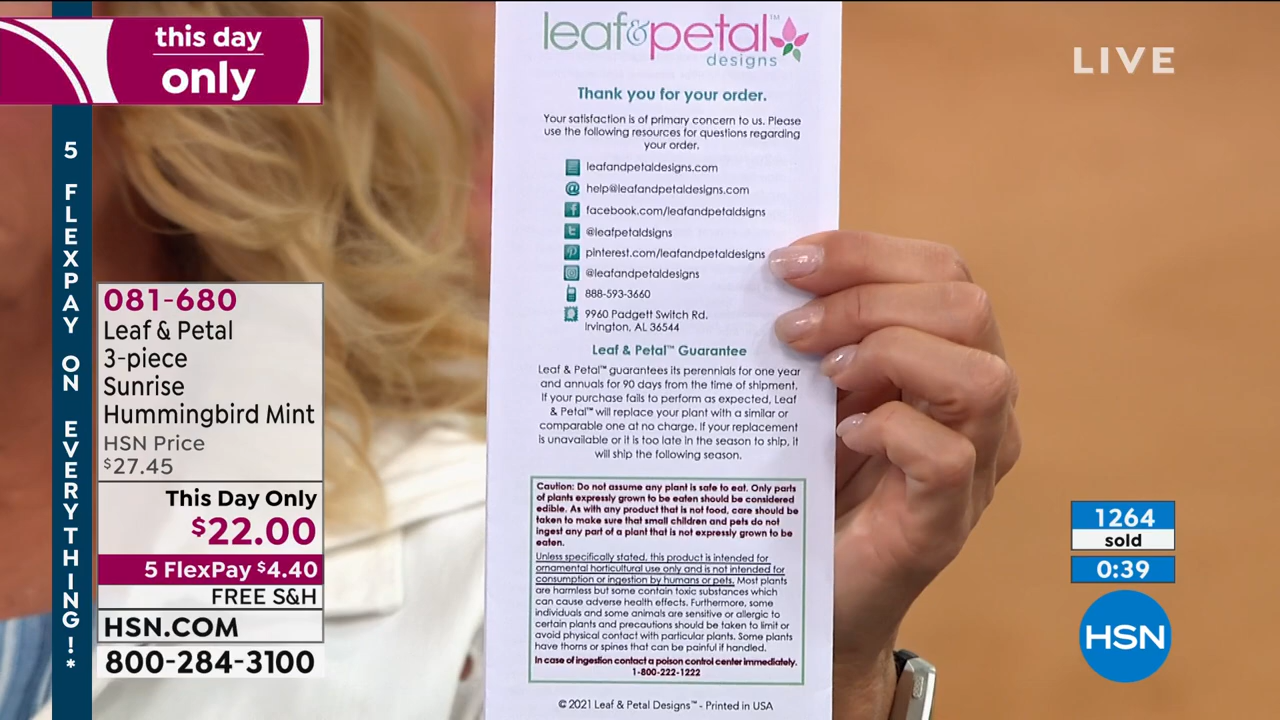 this day
only
LIVE
5 FLEXPAY ON EVERYTHING!*
081-680
Leaf & Petal
3-piece
Sunrise
Hummingbird Mint
HSN Price
$27.45
This Day Only
$22.00
5 FlexPay $4.40
FREE S&H
HSN.COM
800-284-3100
leaf&petal™
designs
Thank you for your order.
Your satisfaction is of primary concern to us. Please
use the following resources for questions regarding
your order.
leafandpetaldesigns.com
help@leafandpetaldesigns.com
facebook.com/leafandpetaldsigns
@leafpetaldsigns
pinterest.com/leafandpetaldesigns
@leafandpetaldesigns
888-593-3660
9960 Padgett Switch Rd.
Irvington, AL 36544
Leaf & Petal™ Guarantee
Leaf & Petal™ guarantees its perennials for one year
and annuals for 90 days from the time of shipment.
If your purchase fails to perform as expected, Leaf
& Petal™ will replace your plant with a similar or
comparable one at no charge. If your replacement
is unavailable or it is too late in the season to ship, it
will ship the following season.
Caution: Do not assume any plant is safe to eat. Only parts
of plants expressly grown to be eaten should be considered
edible. As with any product that is not food, care should be
taken to make sure that small children and pets do not
ingest any part of a plant that is not expressly grown to be
eaten.
Unless specifically stated, this product is intended for
ornamental horticultural use only and is not intended for
consumption or ingestion by humans or pets. Most plants
are harmless but some contain toxic substances which
can cause adverse health effects. Furthermore, some
individuals and some animals are sensitive or allergic to
certain plants and precautions should be taken to limit or
avoid physical contact with particular plants. Some plants
have thorns or spines that can be painful if handled.
In case of ingestion contact a poison control center immediately.
1-800-222-1222
© 2021 Leaf & Petal Designs™ - Printed in USA
1264
sold
0:39
HSN